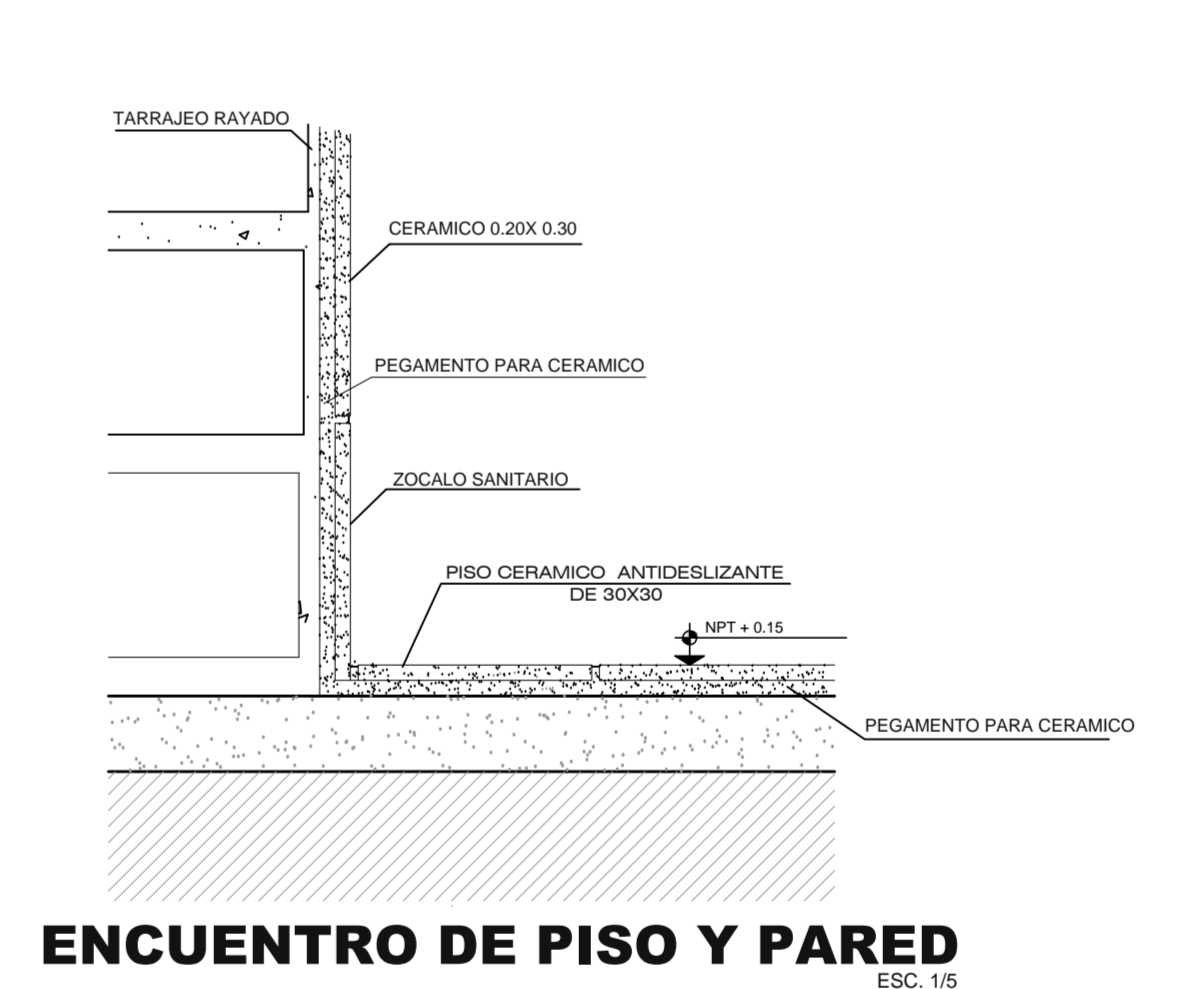 TARRAJEO RAYADO
CERAMICO 0.20X 0.30
PEGAMENTO PARA CERAMICO
ZOCALO SANITARIO
PISO CERAMICO ANTIDESLIZANTE
DE 30X30
NPT + 0.15
PEGAMENTO PARA CERAMICO
ENCUENTRO DE PISO Y PARED
ESC. 1/5